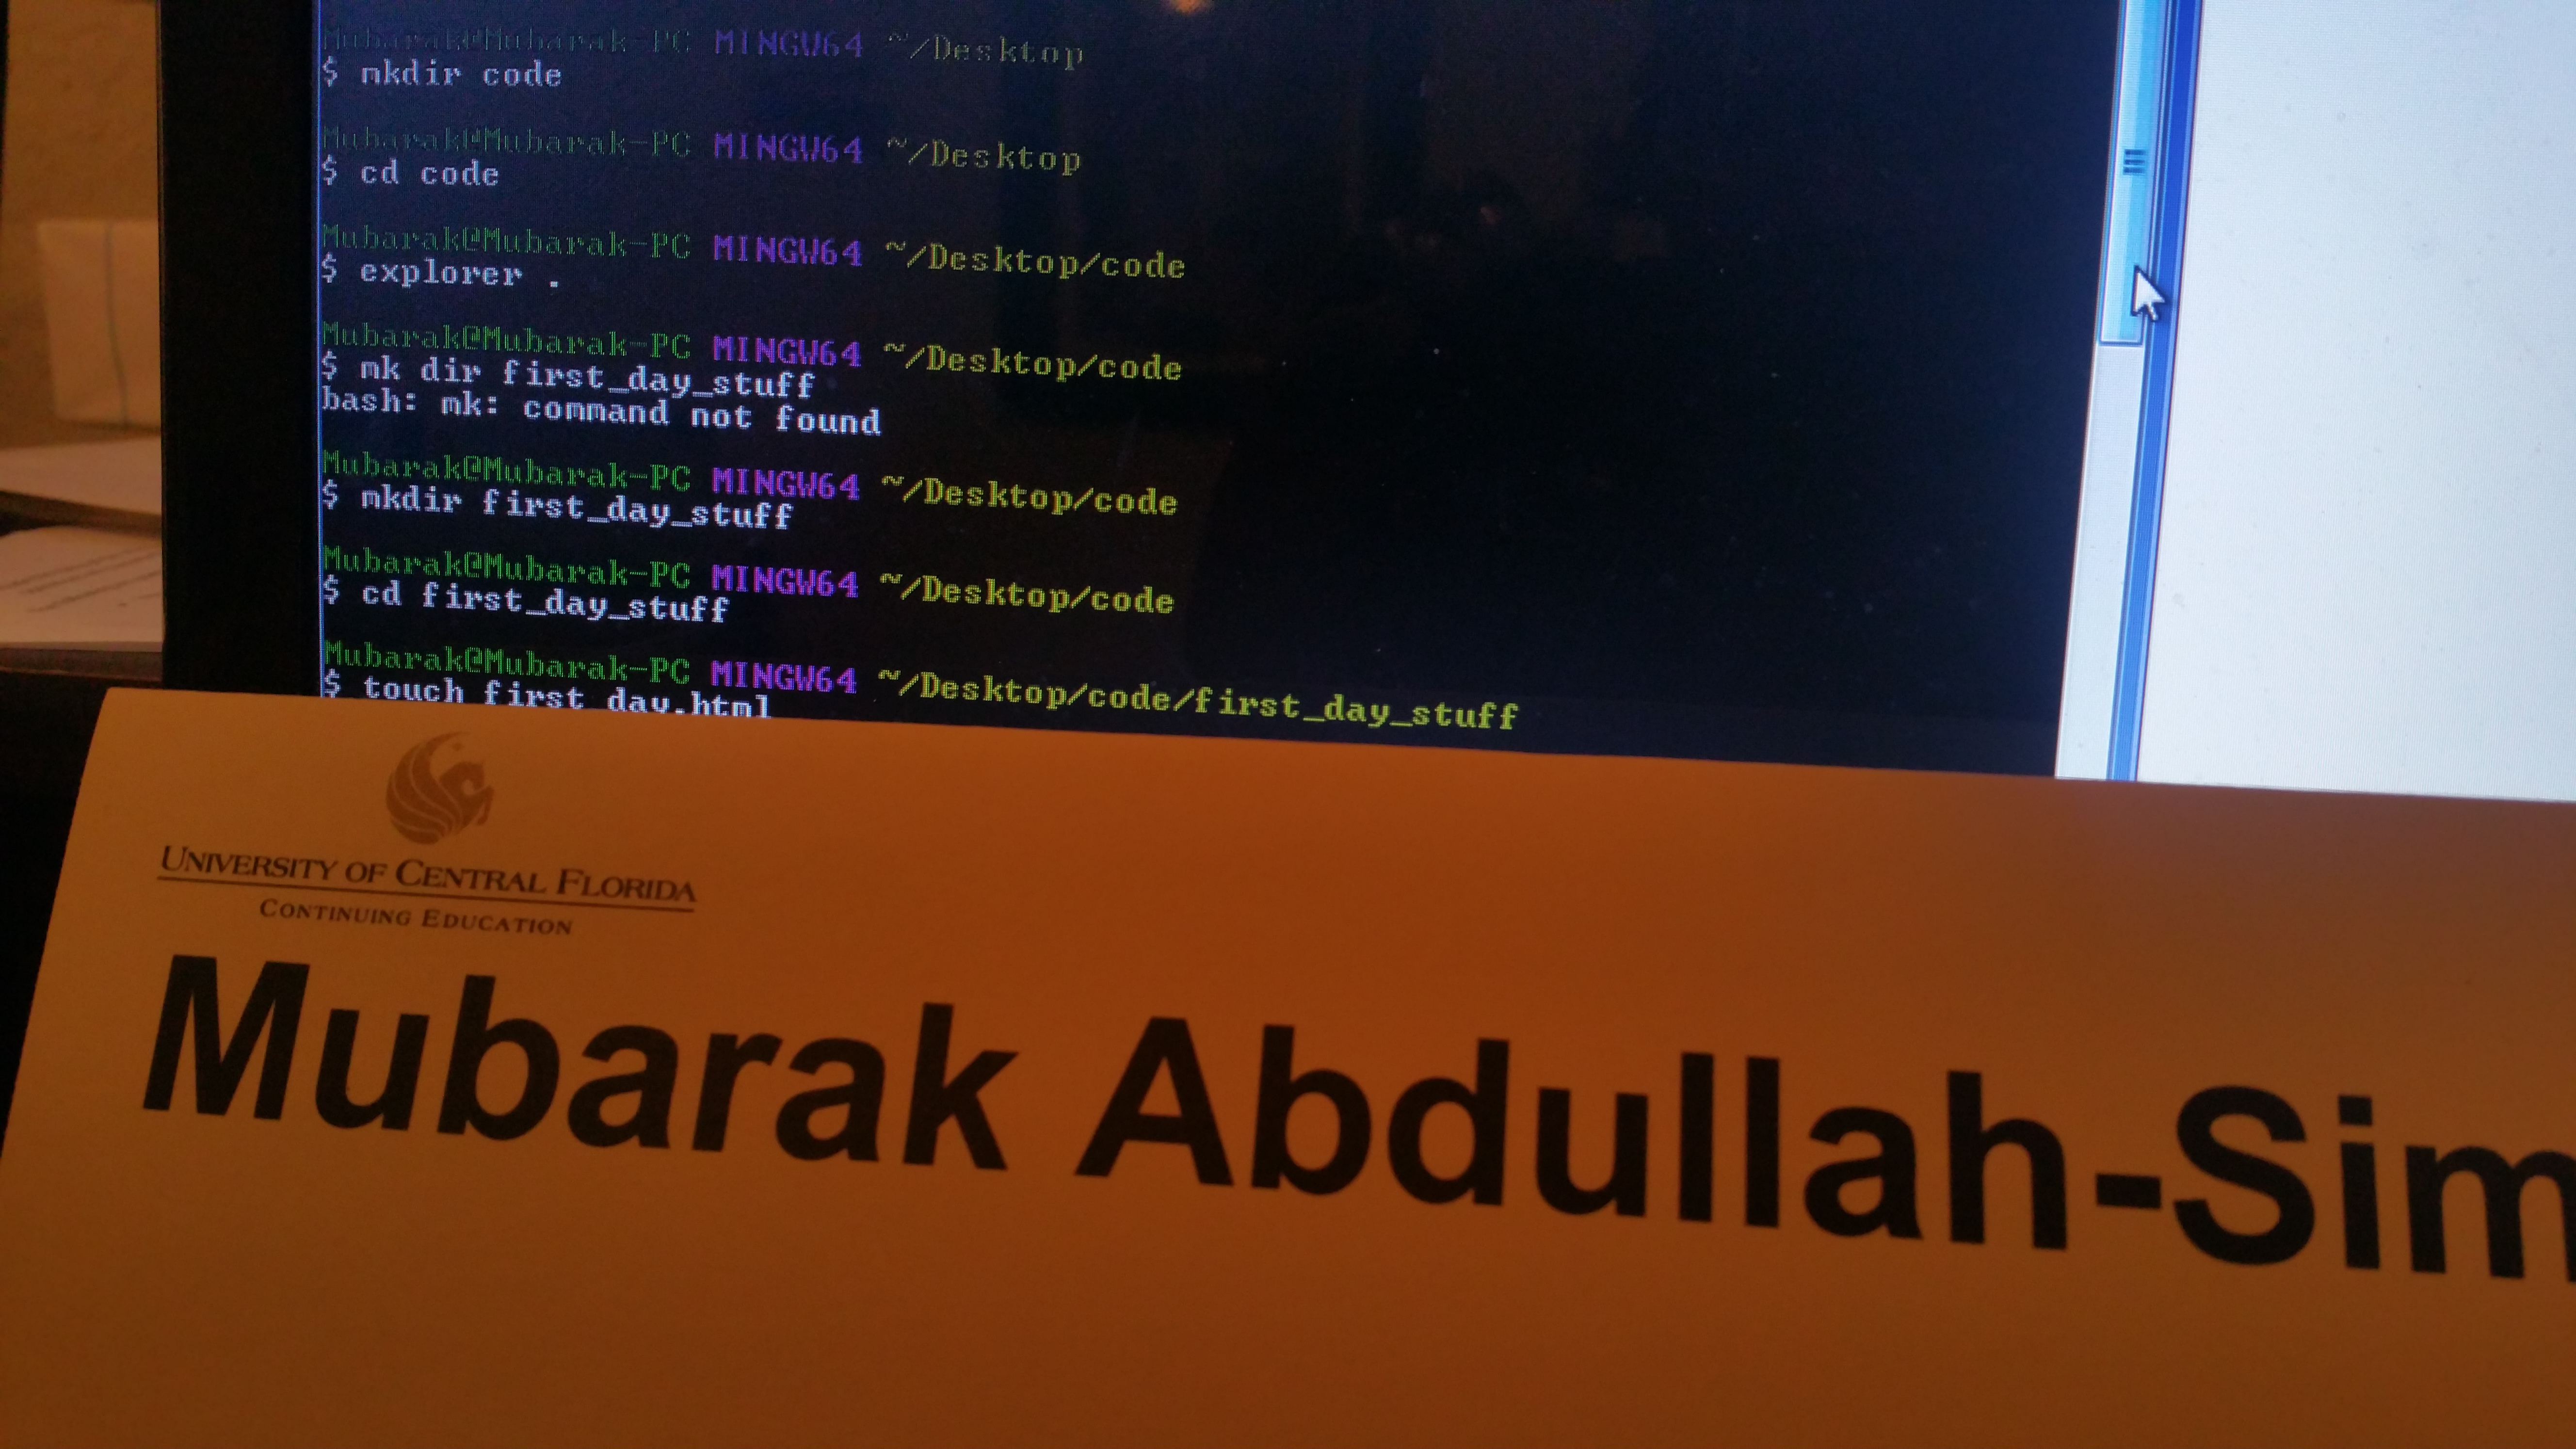 Mubarak@Mubarak-PC MINGW64 ~/Desktop
$ mkdir code
Mubarak@Mubarak-PC MINGW64 ~/Desktop
$ cd code
Mubarak@Mubarak-PC MINGW64 ~/Desktop/code
$ explorer .
Mubarak@Mubarak-PC MINGW64 ~/Desktop/code
$ mk dir first_day_stuff
bash: mk: command not found
Mubarak@Mubarak-PC MINGW64 ~/Desktop/code
$ mkdir first_day_stuff
Mubarak@Mubarak-PC MINGW64 ~/Desktop/code
$ cd first_day_stuff
Mubarak@Mubarak-PC MINGW64 ~/Desktop/code/first_day_stuff
$ touch first_day.html
UNIVERSITY OF CENTRAL FLORIDA
CONTINUING EDUCATION
Mubarak Abdullah-Sim